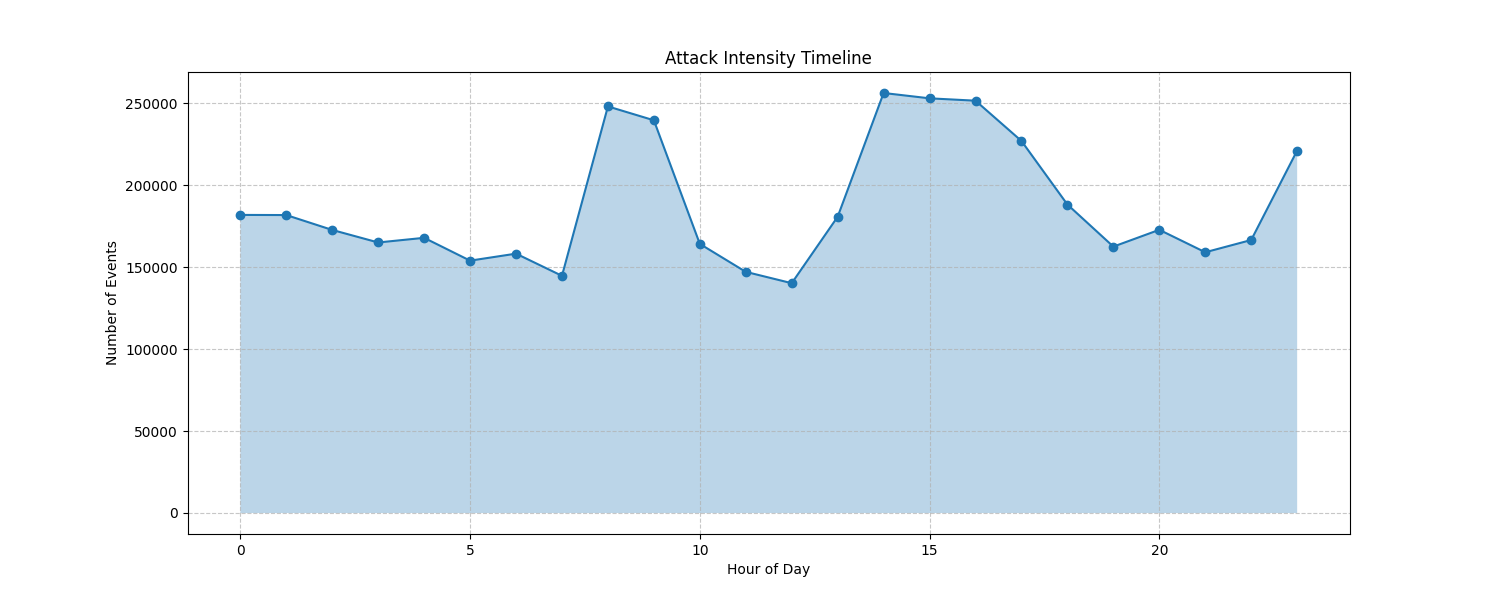 Attack Intensity Timeline
250000
200000
150000
100000
50000
0
Number of Events
0 5 10 15 20
Hour of Day